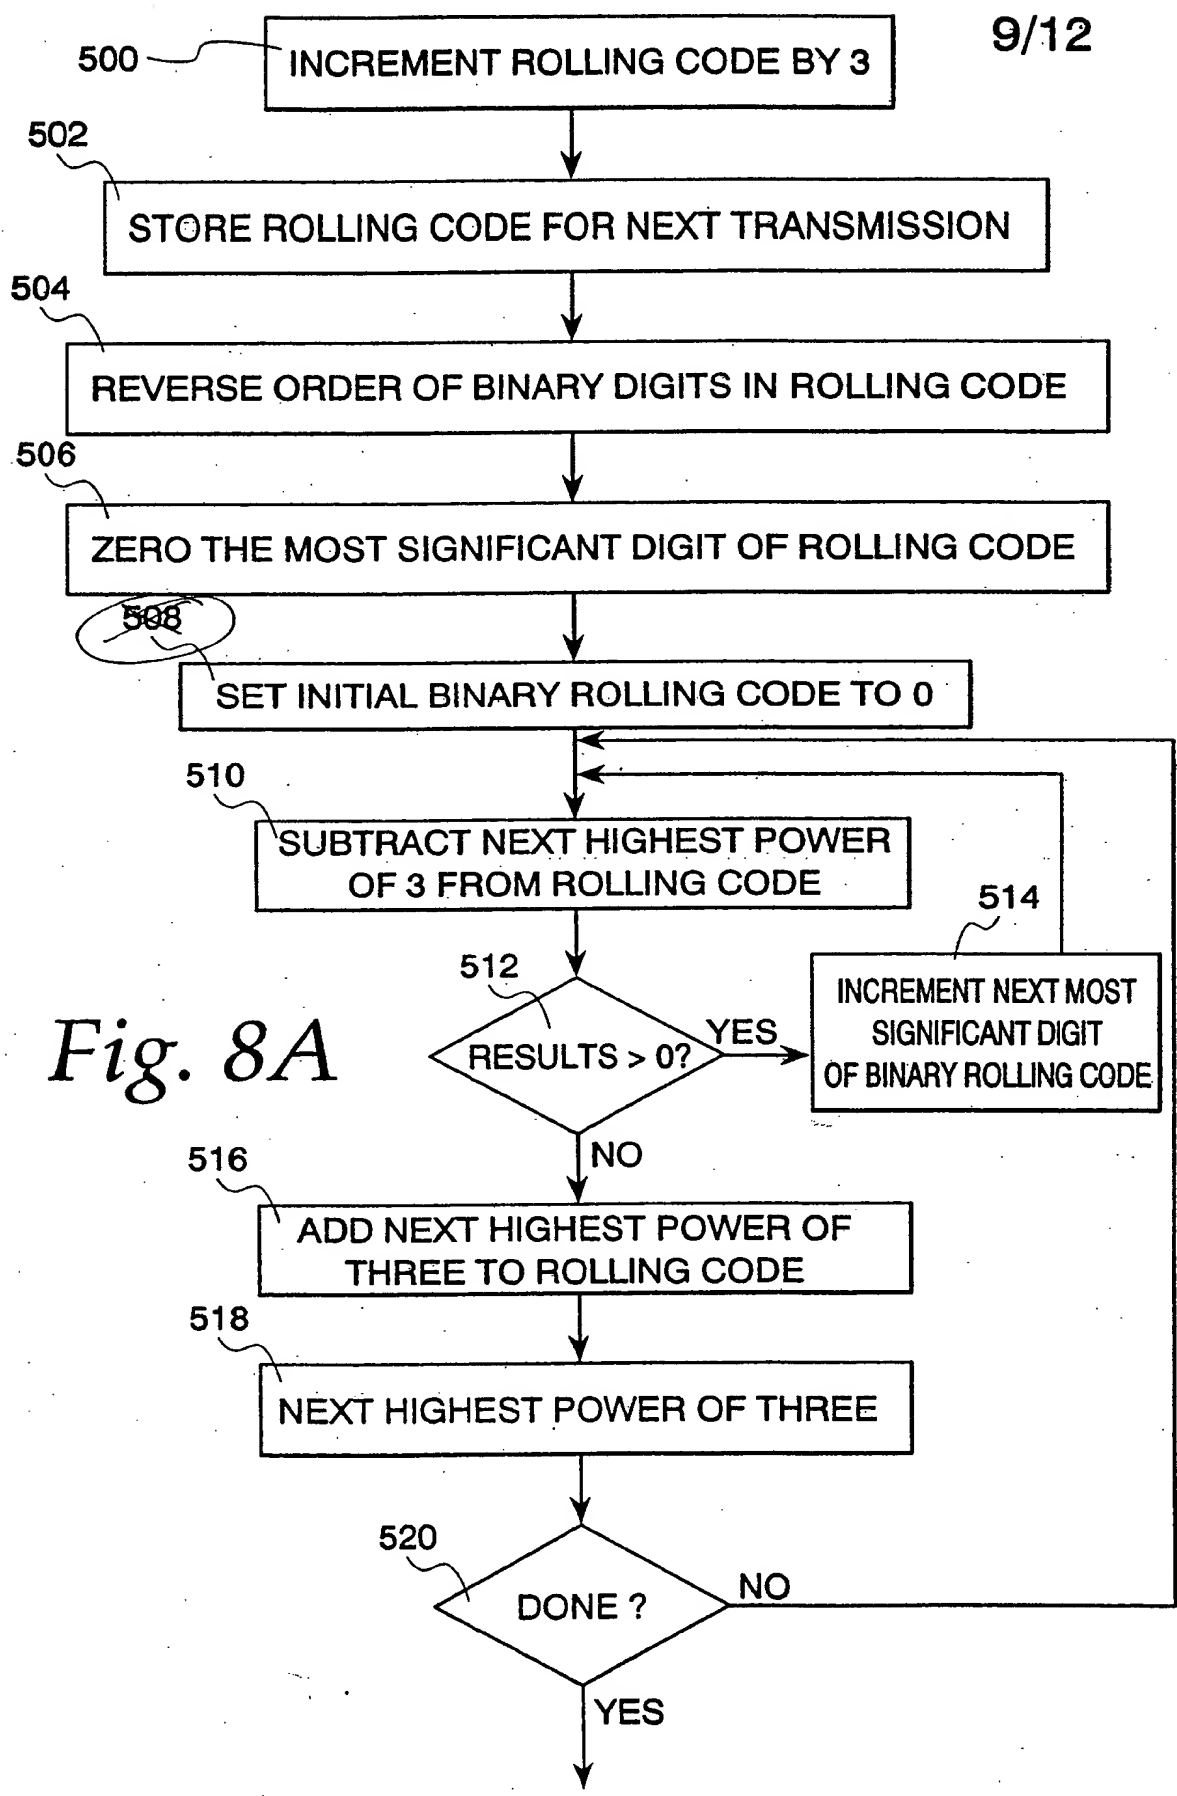 9/12
500
INCREMENT ROLLING CODE BY 3
502
STORE ROLLING CODE FOR NEXT TRANSMISSION
504
REVERSE ORDER OF BINARY DIGITS IN ROLLING CODE
506
ZERO THE MOST SIGNIFICANT DIGIT OF ROLLING CODE
508
SET INITIAL BINARY ROLLING CODE TO 0
510
SUBTRACT NEXT HIGHEST POWER
OF 3 FROM ROLLING CODE
512
RESULTS > 0?
YES
514
INCREMENT NEXT MOST
SIGNIFICANT DIGIT
OF BINARY ROLLING CODE
Fig. 8A
NO
516
ADD NEXT HIGHEST POWER OF
THREE TO ROLLING CODE
518
NEXT HIGHEST POWER OF THREE
520
DONE ?
NO
YES